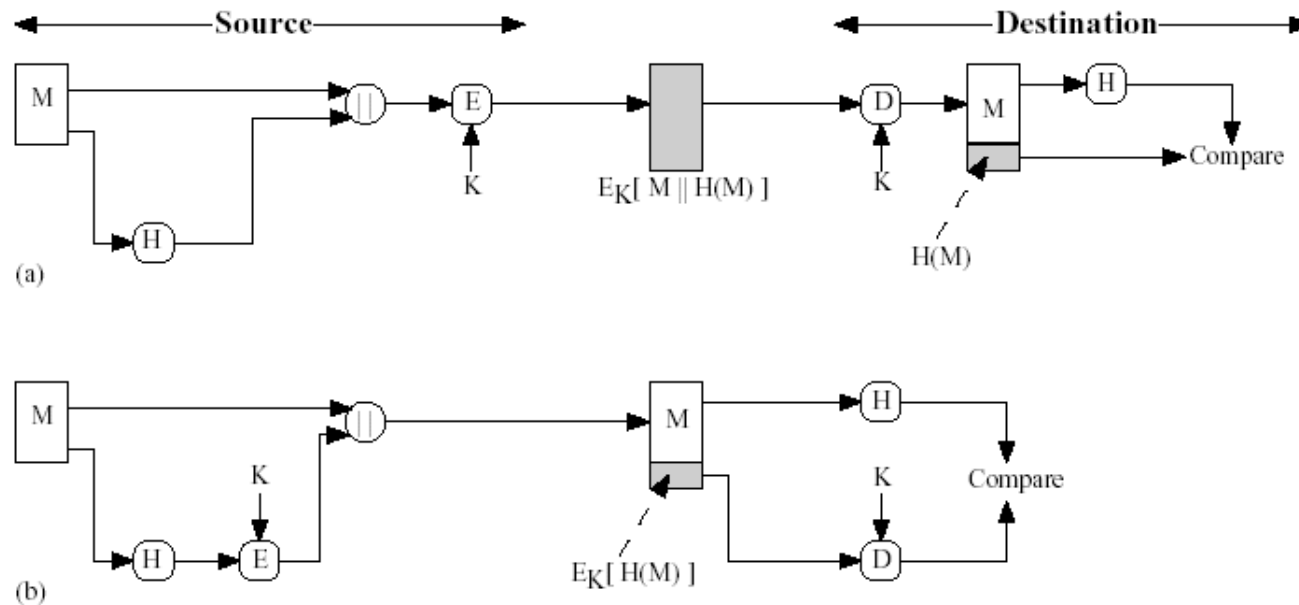 Source
Destination
M
||
E
D
M
H
K
E_K[ M || H(M) ]
K
Compare
H
H(M)
(a)
M
||
M
H
K
K
Compare
H
E
E_K[ H(M) ]
D
(b)